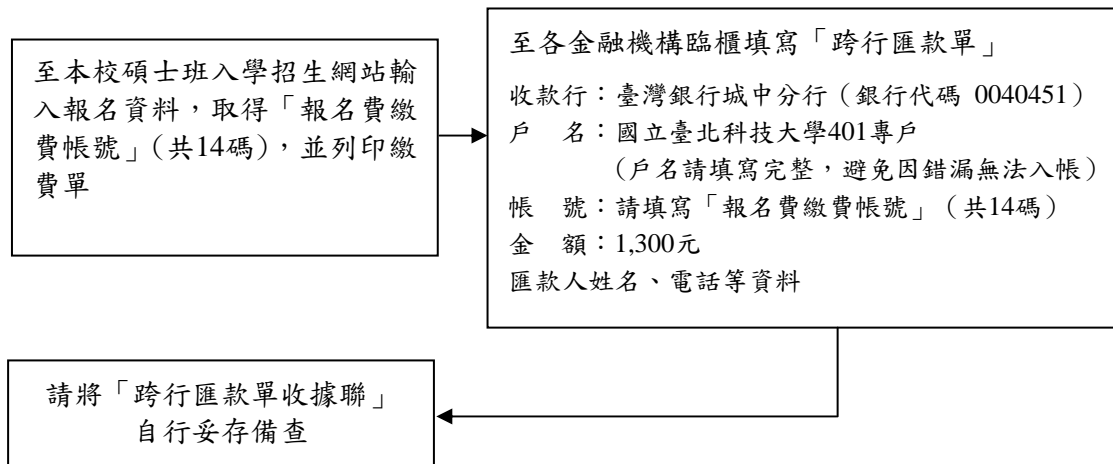 至本校碩士班入學招生網站輸
入報名資料，取得「報名費繳
費帳號」（共14碼），並列印繳
費單
至各金融機構臨櫃填寫「跨行匯款單」
收款行：臺灣銀行城中分行（銀行代碼 0040451）
戶　名：國立臺北科技大學401專戶
（戶名請填寫完整，避免因錯漏無法入帳）
帳　號：請填寫「報名費繳費帳號」（共14碼）
金　額：1,300元
匯款人姓名、電話等資料
請將「跨行匯款單收據聯」
自行妥存備查